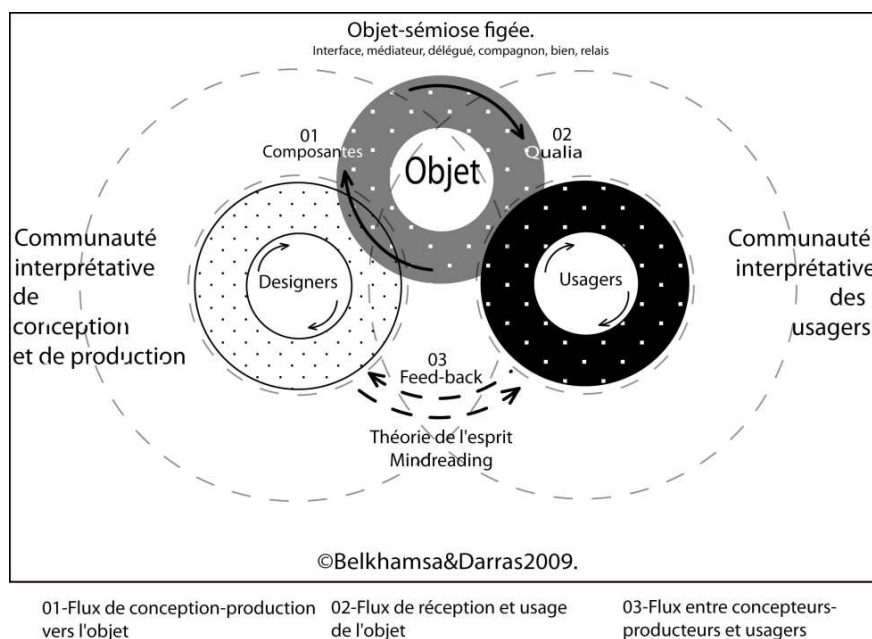 Objet-sémiose figée.
Interface, médiateur, délégué, compagnon, bien, relais
01
Composantes
02
Qualia
Objet
Communauté
interprétative
de
conception
et de production
Designers
Usagers
Communauté
interprétative
des
usagers
03
Feed-back
Théorie de l'esprit
Mindreading
©Belkhamsa&Darras2009.
01-Flux de conception-production
vers l'objet
02-Flux de réception et usage
de l'objet
03-Flux entre concepteurs-
producteurs et usagers